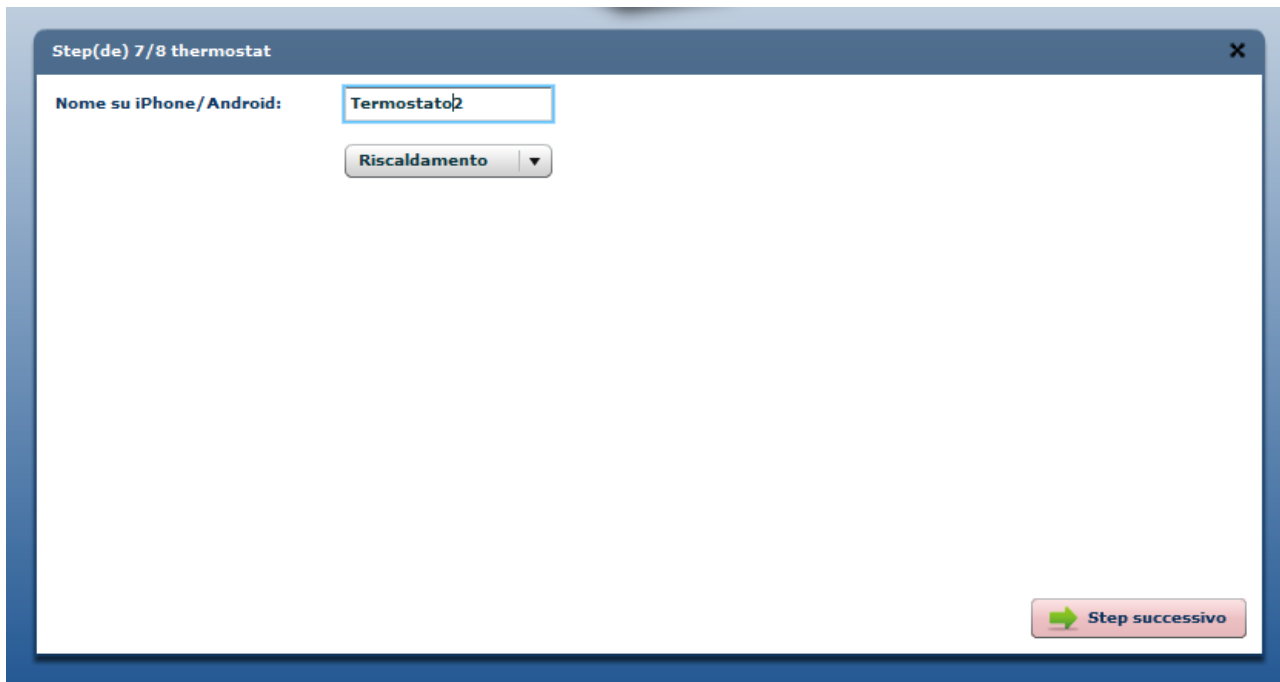 Step(de) 7/8 thermostat
Nome su iPhone/Android: Termostato2
Riscaldamento
Step successivo